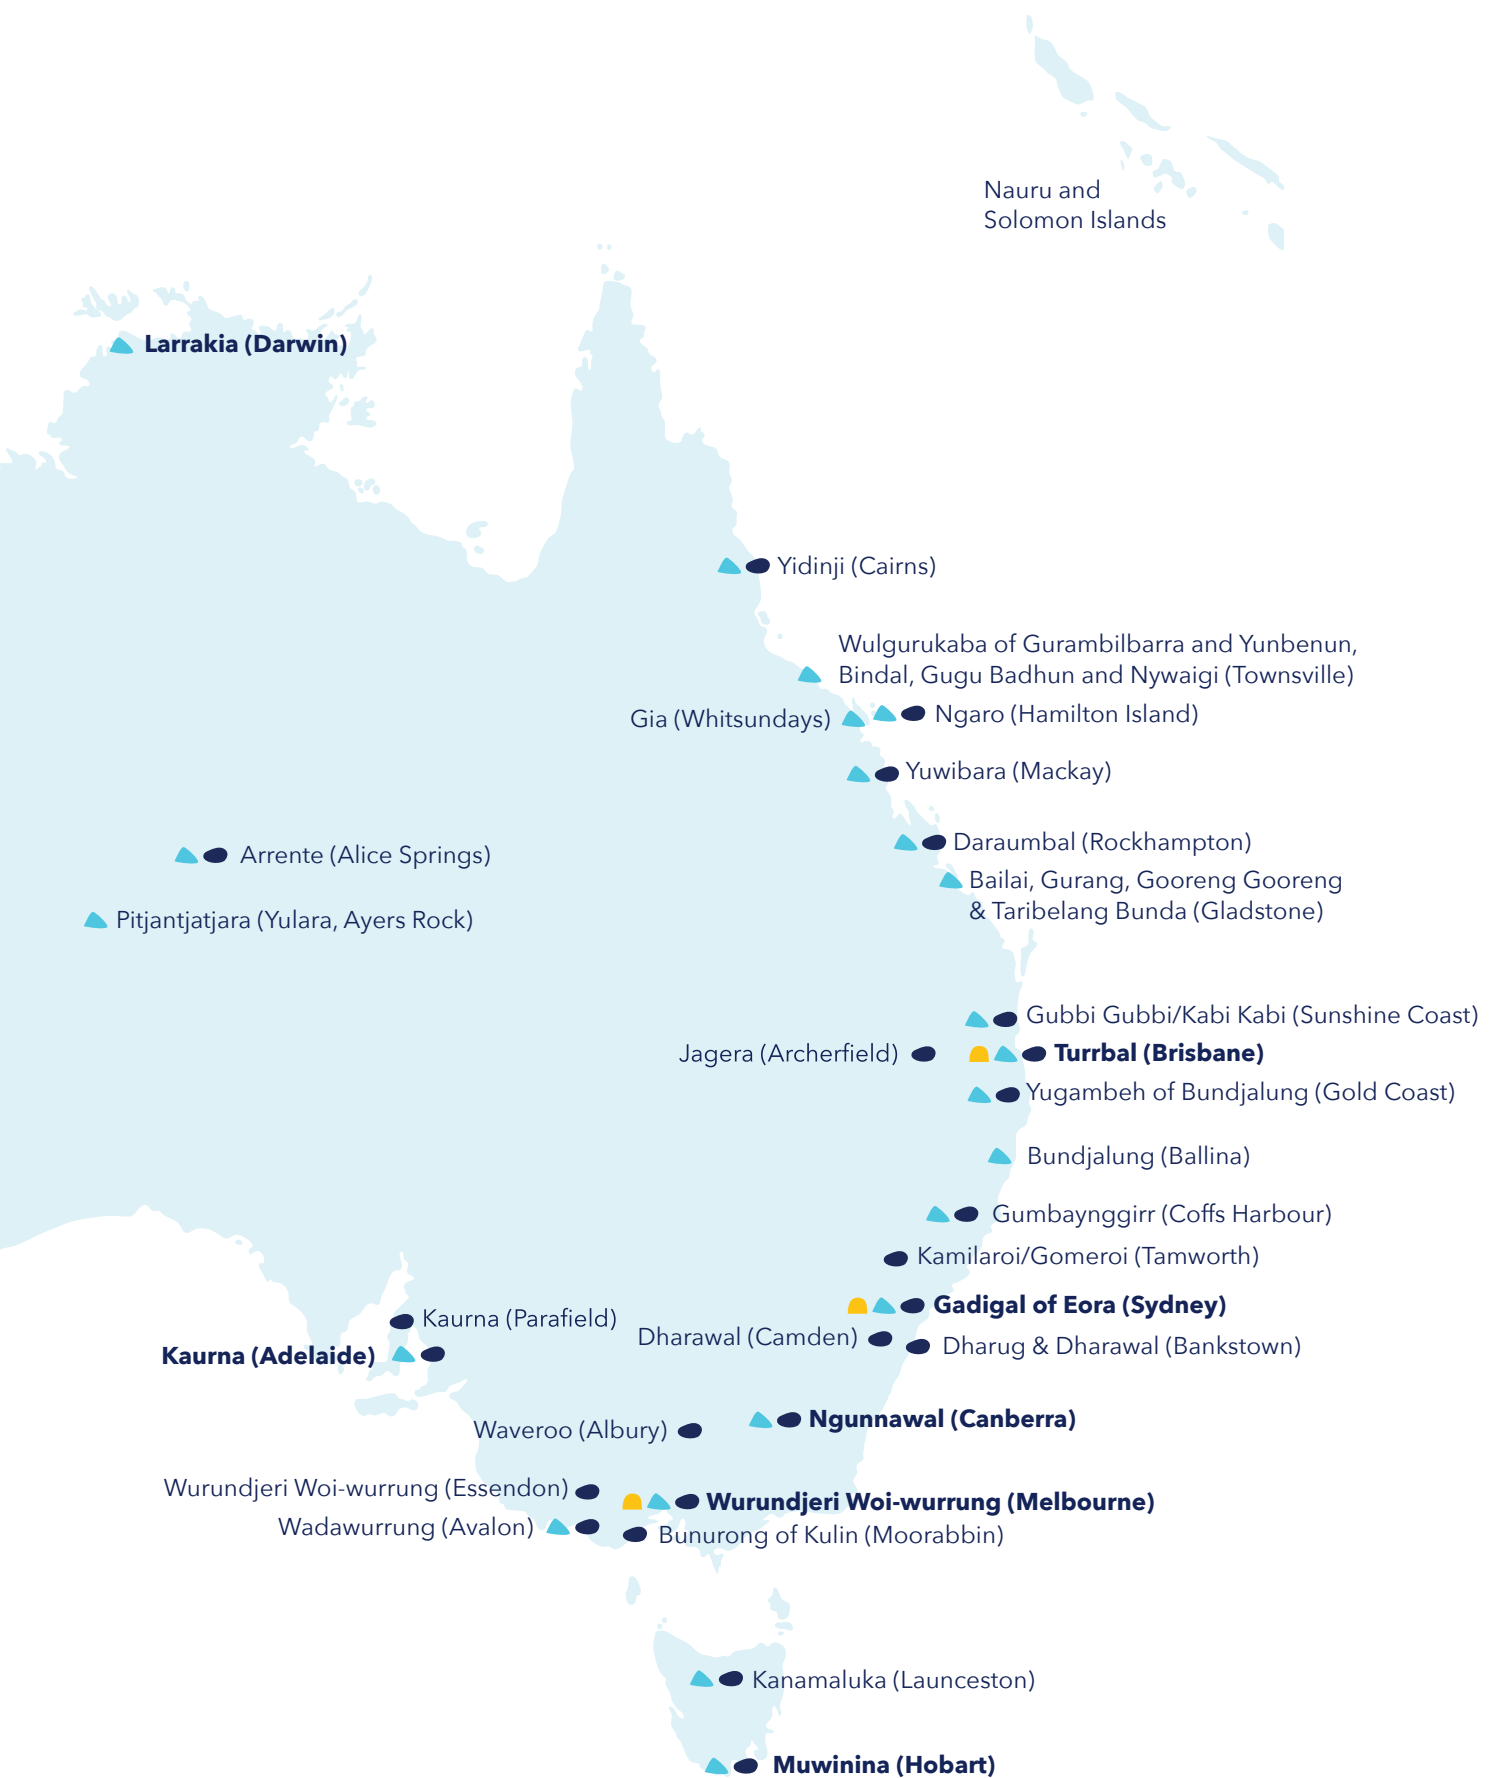 Nauru and
Solomon Islands
Larrakia (Darwin)
Yidinji (Cairns)
Wulgurukaba of Gurambilbarra and Yunbenun,
Bindal, Gugu Badhun and Nywaigi (Townsville)
Gia (Whitsundays)
Ngaro (Hamilton Island)
Yuwibara (Mackay)
Daraumbal (Rockhampton)
Arrente (Alice Springs)
Bailai, Gurang, Gooreng Gooreng
& Taribelang Bunda (Gladstone)
Pitjantjatjara (Yulara, Ayers Rock)
Gubbi Gubbi/Kabi Kabi (Sunshine Coast)
Jagera (Archerfield)
Turrbal (Brisbane)
Yugambeh of Bundjalung (Gold Coast)
Bundjalung (Ballina)
Gumbaynggirr (Coffs Harbour)
Kamilaroi/Gomeroi (Tamworth)
Gadigal of Eora (Sydney)
Kaurna (Parafield)
Dharawal (Camden)
Dharug & Dharawal (Bankstown)
Kaurna (Adelaide)
Ngunnawal (Canberra)
Waveroo (Albury)
Wurundjeri Woi-wurrung (Essendon)
Wurundjeri Woi-wurrung (Melbourne)
Wadawurrung (Avalon)
Bunurong of Kulin (Moorabbin)
Kanamaluka (Launceston)
Muwinina (Hobart)